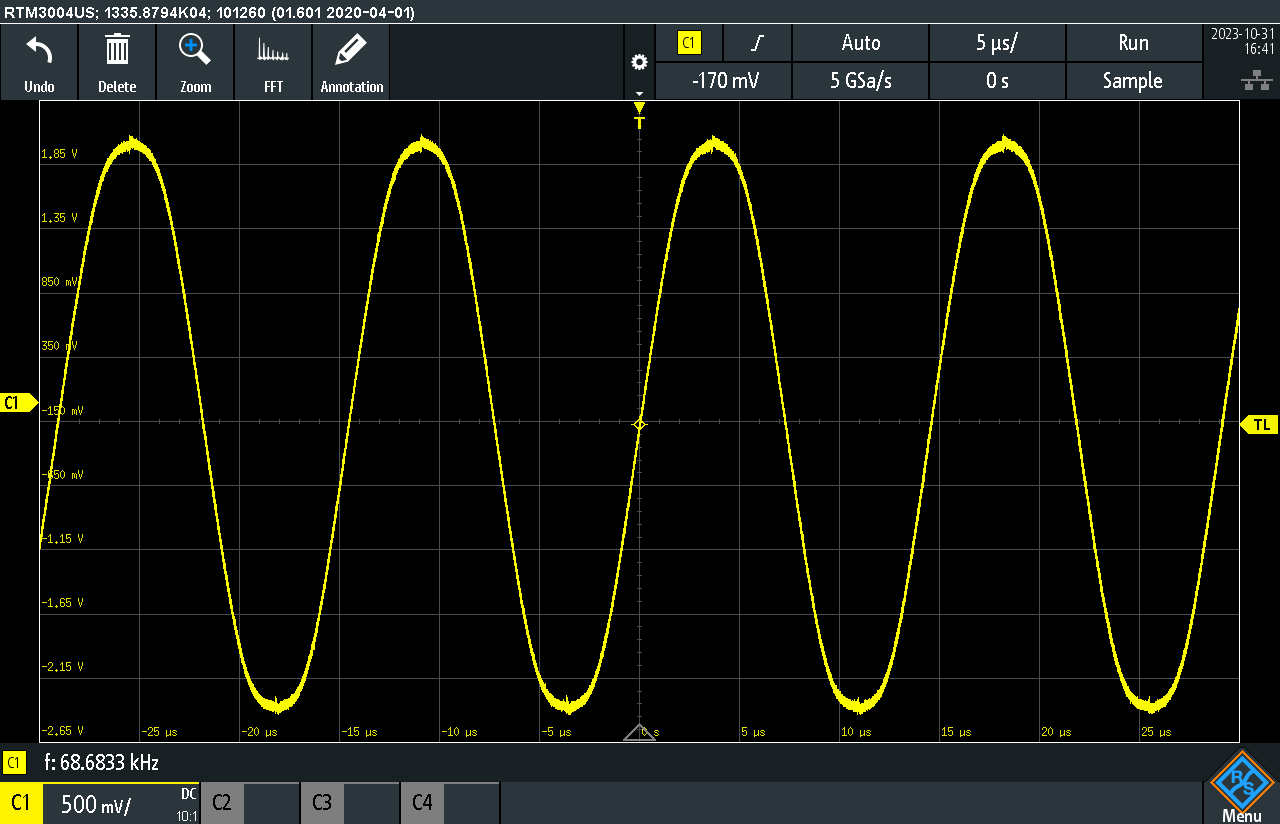 RTM3004US; 1335.8794K04; 101260 (01.601 2020-04-01)
Undo
Delete
Zoom
FFT
Annotation
C1
Auto
5 µs/
Run
2023-10-31
16:41
-170 mV
5 GSa/s
0 s
Sample
T
1.85 V
1.35 V
850 mV
350 mV
C1
-150 mV
TL
-650 mV
-1.15 V
-1.65 V
-2.15 V
-2.65 V
-25 µs
-20 µs
-15 µs
-10 µs
-5 µs
0 s
5 µs
10 µs
15 µs
20 µs
25 µs
C1
f: 68.6833 kHz
C1
500 mV/
DC
10:1
C2
C3
C4
R S
Menu